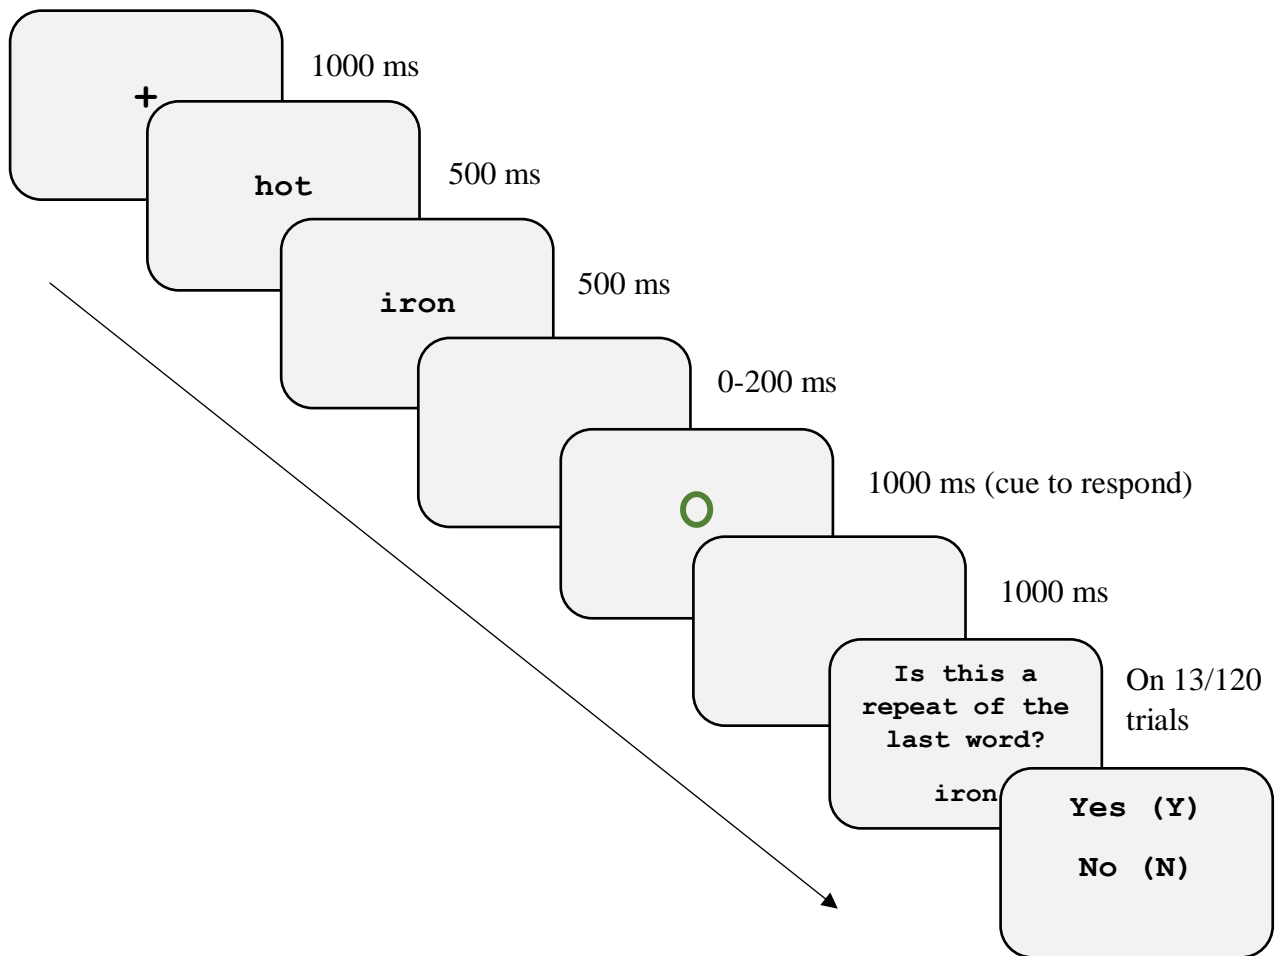 +
1000 ms
hot
500 ms
iron
500 ms
0-200 ms
1000 ms (cue to respond)
1000 ms
Is this a
repeat of the
last word?
iron
On 13/120
trials
Yes (Y)
No (N)